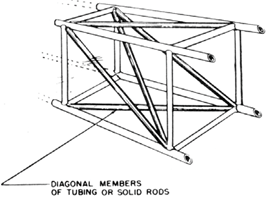 DIAGONAL MEMBERS
OF TUBING OR SOLID RODS